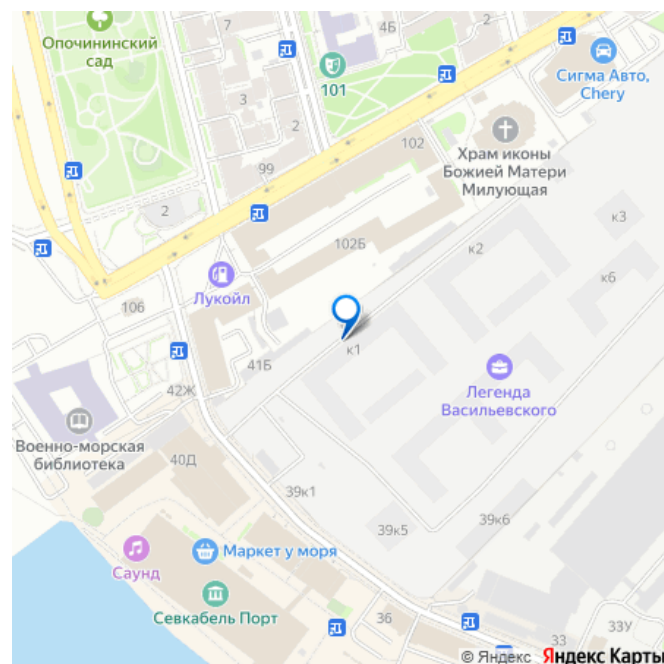 7
4Б
Опочининский
сад
101
Сигма Авто,
Chery
3
2
102
99
Храм иконы
Божией Матери
Милующая
2
102Б
к3
к2
к6
Лукойл
106
к1
41Б
Легенда
Васильевского
42Ж
Военно-морская
библиотека
40Д
39к1
39к5
39к6
Саунд
Маркет у моря
Севкабель Порт
36
33
33У
© Яндекс Яндекс Карты